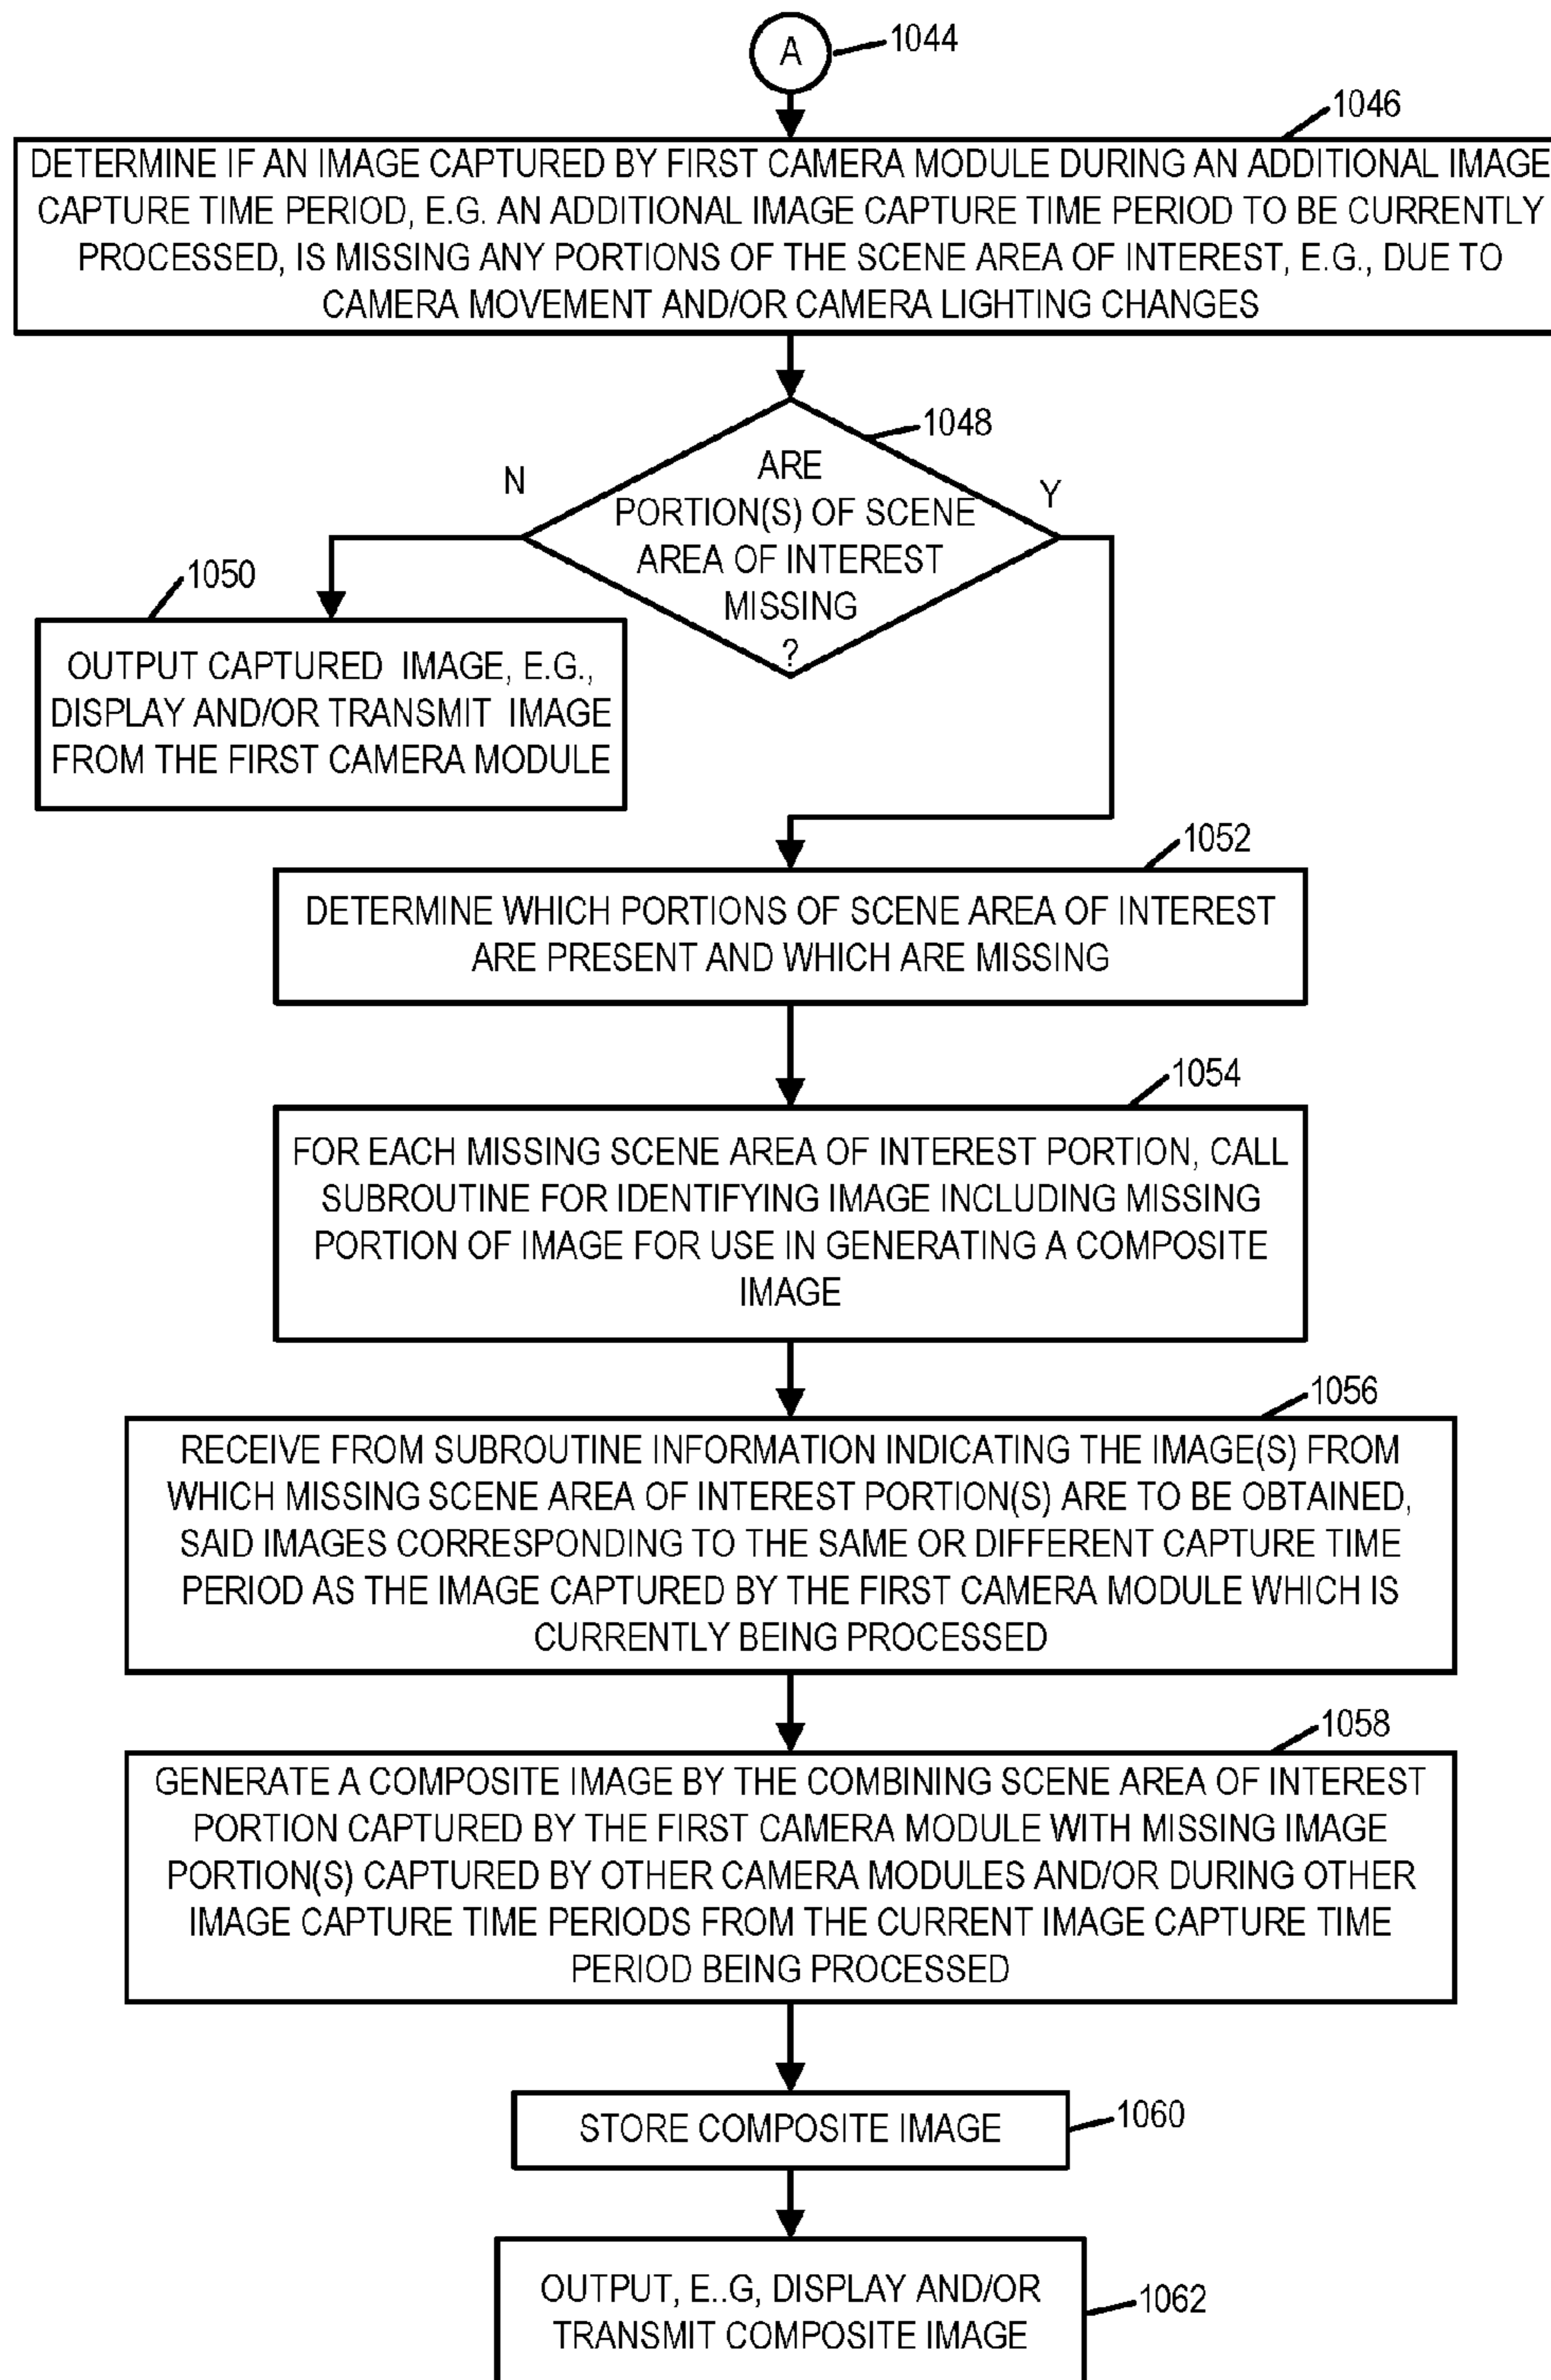 A
1044
1046
DETERMINE IF AN IMAGE CAPTURED BY FIRST CAMERA MODULE DURING AN ADDITIONAL IMAGE
CAPTURE TIME PERIOD, E.G. AN ADDITIONAL IMAGE CAPTURE TIME PERIOD TO BE CURRENTLY
PROCESSED, IS MISSING ANY PORTIONS OF THE SCENE AREA OF INTEREST, E.G., DUE TO
CAMERA MOVEMENT AND/OR CAMERA LIGHTING CHANGES
1048
ARE
PORTION(S) OF SCENE
AREA OF INTEREST
MISSING
?
N
Y
1050
OUTPUT CAPTURED IMAGE, E.G.,
DISPLAY AND/OR TRANSMIT IMAGE
FROM THE FIRST CAMERA MODULE
1052
DETERMINE WHICH PORTIONS OF SCENE AREA OF INTEREST
ARE PRESENT AND WHICH ARE MISSING
1054
FOR EACH MISSING SCENE AREA OF INTEREST PORTION, CALL
SUBROUTINE FOR IDENTIFYING IMAGE INCLUDING MISSING
PORTION OF IMAGE FOR USE IN GENERATING A COMPOSITE
IMAGE
1056
RECEIVE FROM SUBROUTINE INFORMATION INDICATING THE IMAGE(S) FROM
WHICH MISSING SCENE AREA OF INTEREST PORTION(S) ARE TO BE OBTAINED,
SAID IMAGES CORRESPONDING TO THE SAME OR DIFFERENT CAPTURE TIME
PERIOD AS THE IMAGE CAPTURED BY THE FIRST CAMERA MODULE WHICH IS
CURRENTLY BEING PROCESSED
1058
GENERATE A COMPOSITE IMAGE BY THE COMBINING SCENE AREA OF INTEREST
PORTION CAPTURED BY THE FIRST CAMERA MODULE WITH MISSING IMAGE
PORTION(S) CAPTURED BY OTHER CAMERA MODULES AND/OR DURING OTHER
IMAGE CAPTURE TIME PERIODS FROM THE CURRENT IMAGE CAPTURE TIME
PERIOD BEING PROCESSED
STORE COMPOSITE IMAGE
1060
OUTPUT, E..G, DISPLAY AND/OR
TRANSMIT COMPOSITE IMAGE
1062